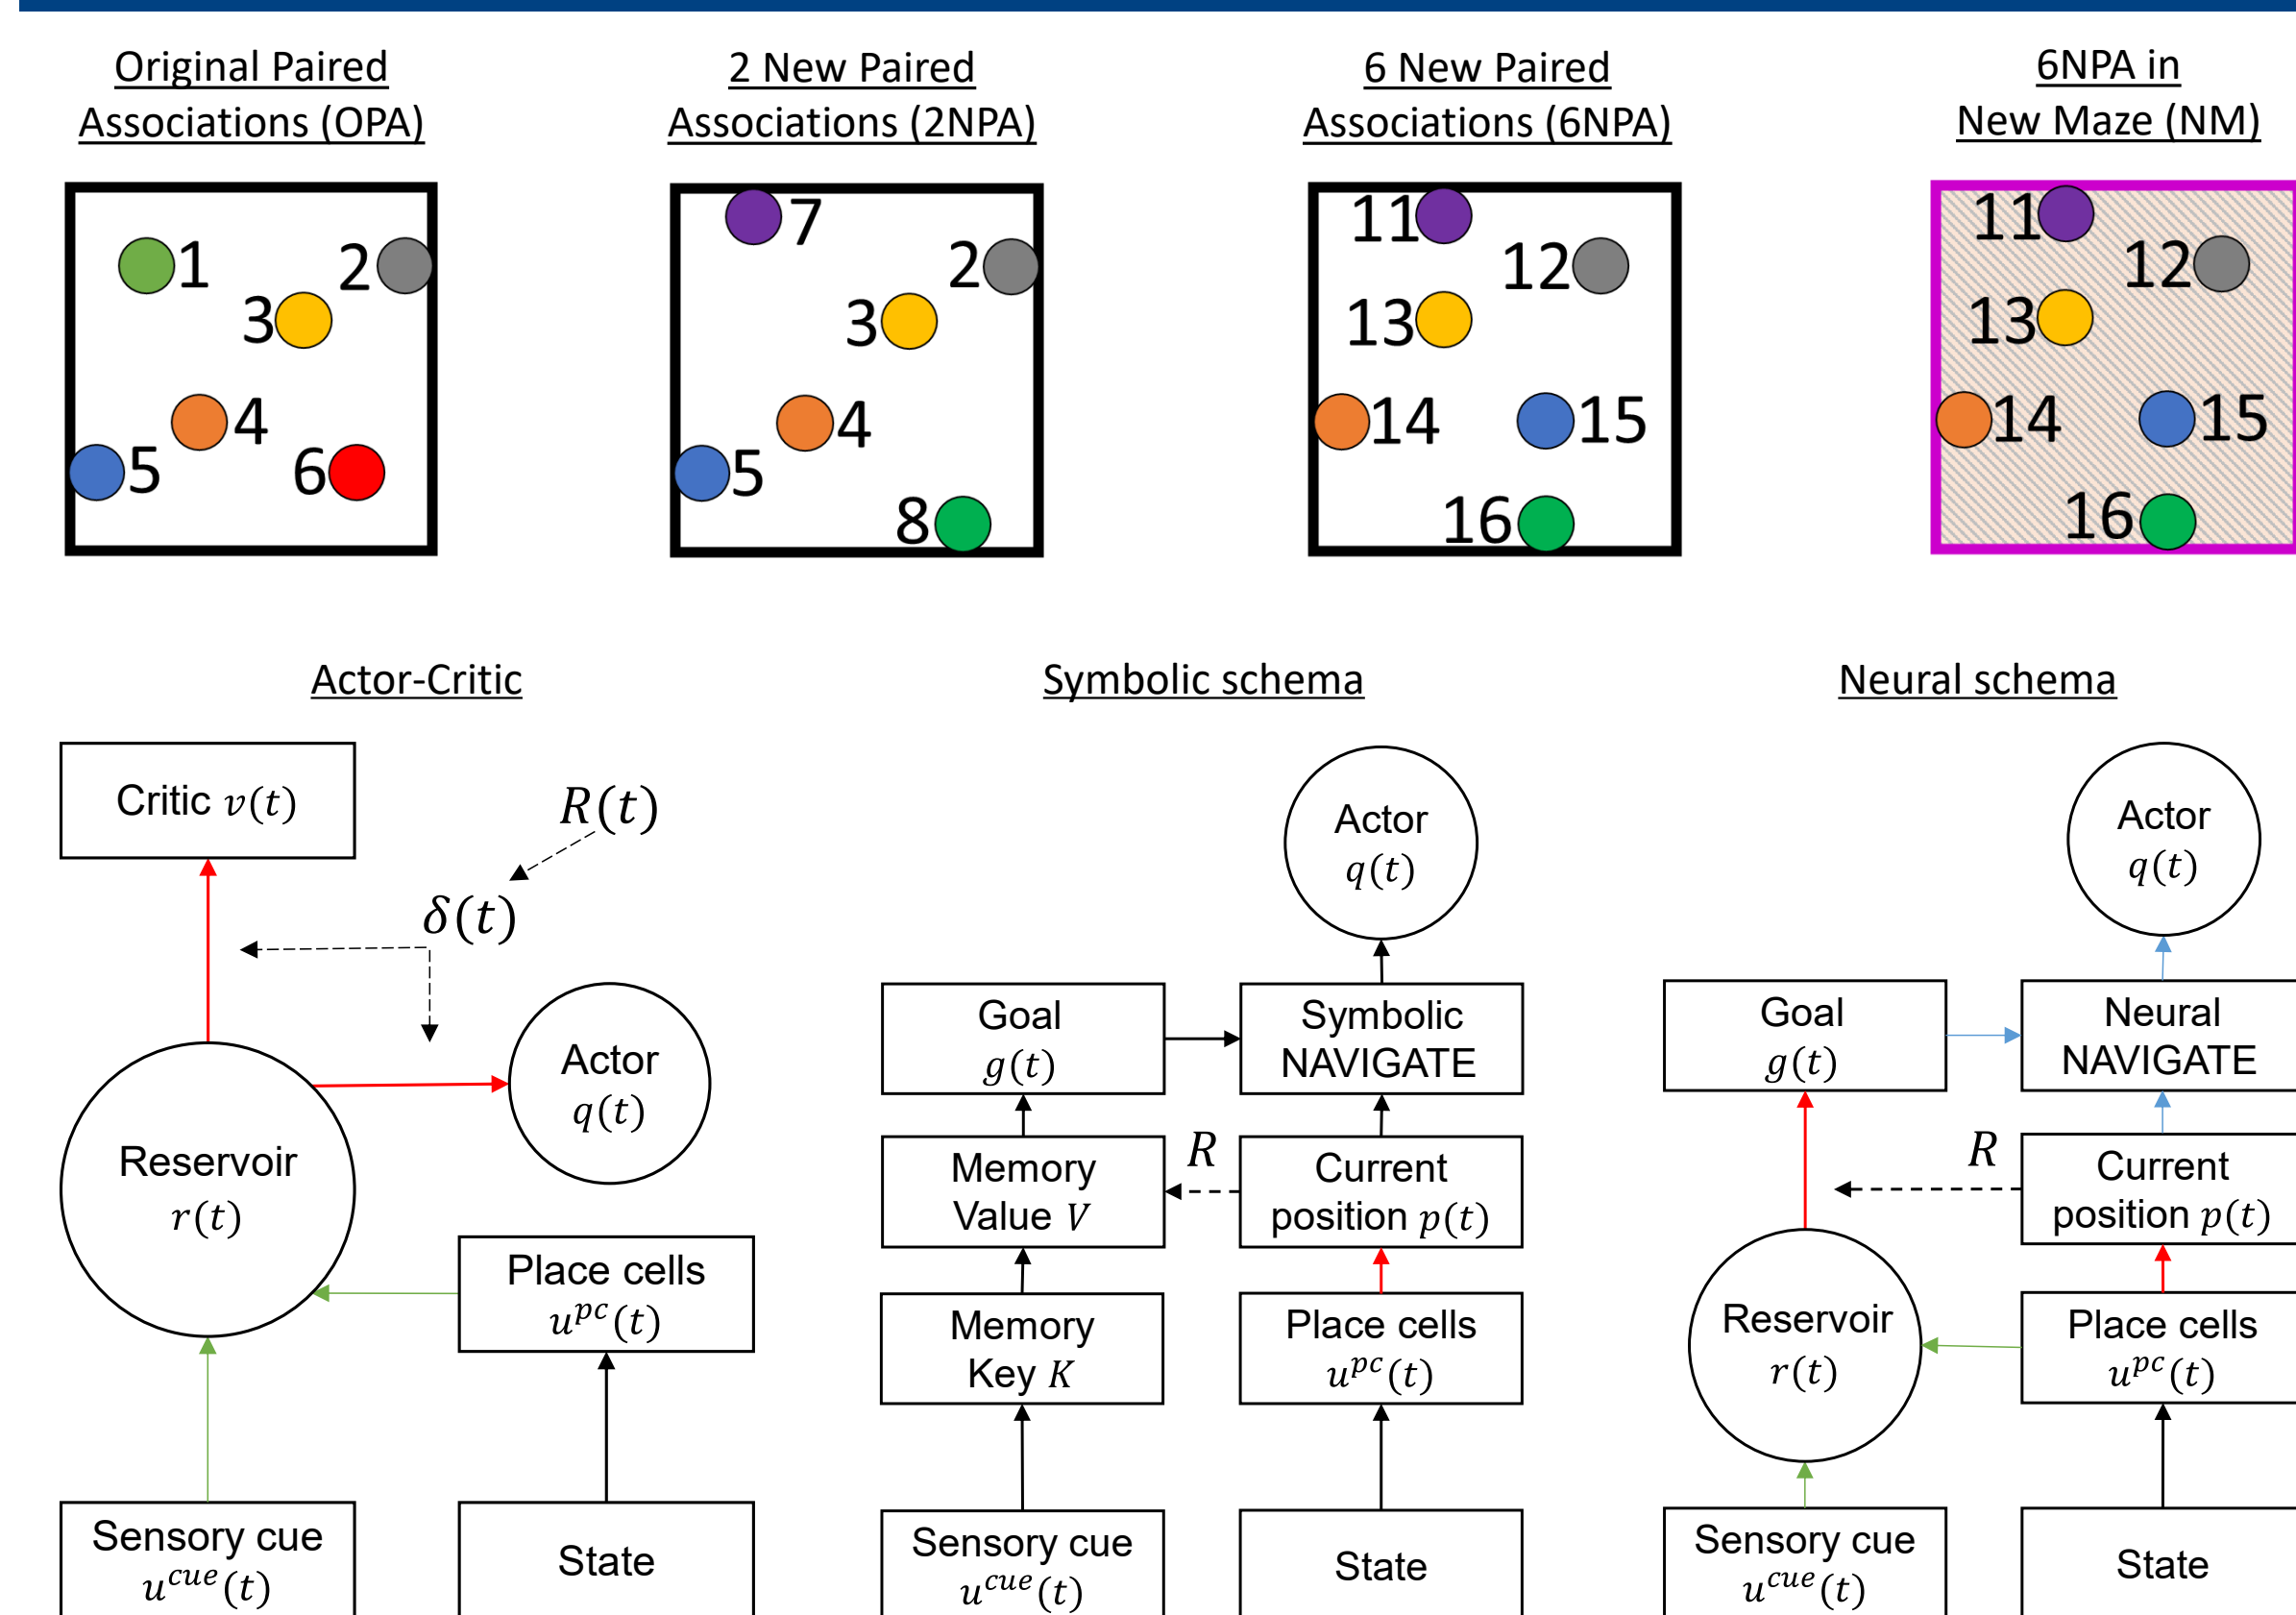 Original Paired
Associations (OPA)
2 New Paired
Associations (2NPA)
6 New Paired
Associations (6NPA)
6NPA in
New Maze (NM)
1
2
3
4
5
6
7
2
3
4
5
8
11
12
13
14
15
16
11
12
13
14
15
16
Actor-Critic
Critic v(t)
R(t)
δ(t)
Actor
q(t)
Reservoir
r(t)
Place cells
u^{pc}(t)
Sensory cue
u^{cue}(t)
State
Symbolic schema
Actor
q(t)
Goal
g(t)
Symbolic
NAVIGATE
Memory
Value V
R
Current
position p(t)
Memory
Key K
Place cells
u^{pc}(t)
Sensory cue
u^{cue}(t)
State
Neural schema
Actor
q(t)
Goal
g(t)
Neural
NAVIGATE
R
Current
position p(t)
Reservoir
r(t)
Place cells
u^{pc}(t)
Sensory cue
u^{cue}(t)
State